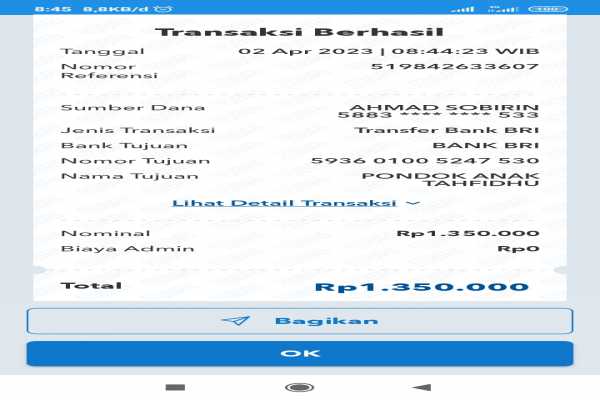 8:45 8,8KB/d
Transaksi Berhasil
Tanggal 02 Apr 2023 | 08:44:23 WIB
Nomor Referensi 519842633607
Sumber Dana AHMAD SOBIRIN
5883 **** **** 533
Jenis Transaksi Transfer Bank BRI
Bank Tujuan BANK BRI
Nomor Tujuan 5936 0100 5247 530
Nama Tujuan PONDOK ANAK
TAHFIDHU
Lihat Detail Transaksi
Nominal Rp1.350.000
Biaya Admin Rp0
Total Rp1.350.000
Bagikan
OK